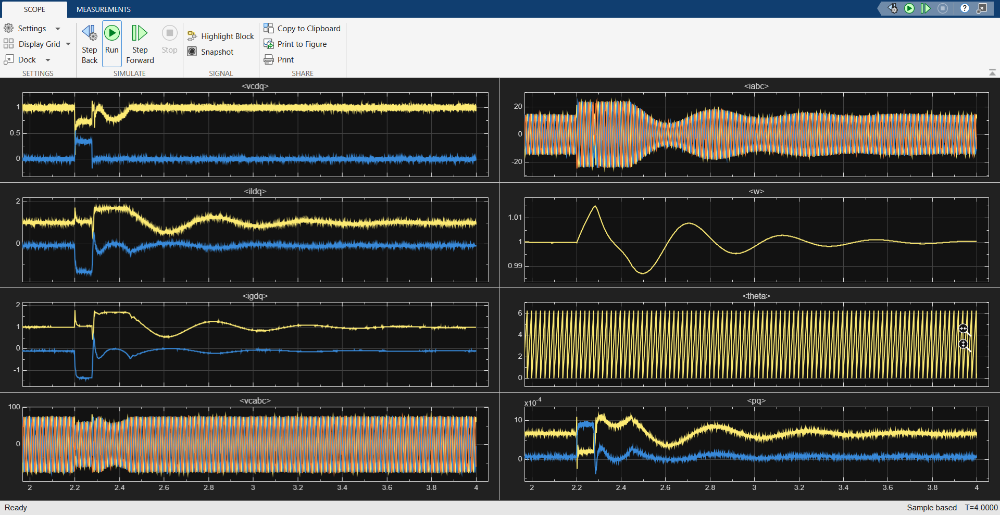 SCOPE MEASUREMENTS
Settings
Display Grid
Dock
SETTINGS
Step Back
Run
Step Forward
Stop
SIMULATE
Highlight Block
Snapshot
SIGNAL
Copy to Clipboard
Print to Figure
Print
SHARE
<vcdq>
1
0.5
0
<iabc>
20
0
-20
<ildq>
2
0
<w>
1.01
1
0.99
<igdq>
2
1
0
-1
<theta>
6
4
2
0
<vcabc>
100
0
2 2.2 2.4 2.6 2.8 3 3.2 3.4 3.6 3.8 4
<pq>
x10-4
10
0
2 2.2 2.4 2.6 2.8 3 3.2 3.4 3.6 3.8 4
Ready Sample based T=4.0000